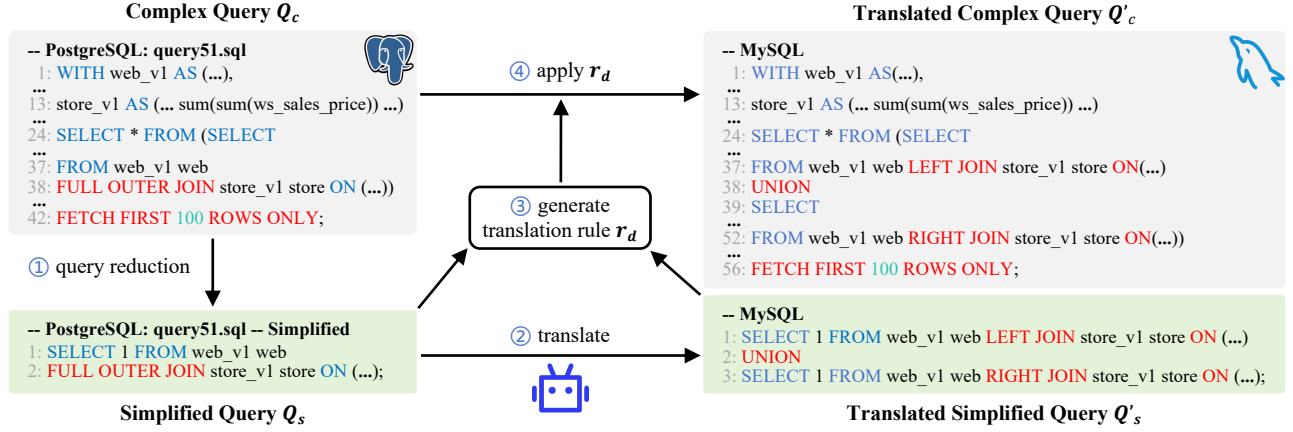 Complex Query Q_c
-- PostgreSQL: query51.sql
1: WITH web_v1 AS (...),
...
13: store_v1 AS (... sum(sum(ws_sales_price)) ...)
...
24: SELECT * FROM (SELECT
...
37: FROM web_v1 web
38: FULL OUTER JOIN store_v1 store ON (...))
...
42: FETCH FIRST 100 ROWS ONLY;
④ apply r_d
Translated Complex Query Q'_c
-- MySQL
1: WITH web_v1 AS(...),
...
13: store_v1 AS (... sum(sum(ws_sales_price)) ...)
...
24: SELECT * FROM (SELECT
...
37: FROM web_v1 web LEFT JOIN store_v1 store ON(...)
38: UNION
39: SELECT
...
52: FROM web_v1 web RIGHT JOIN store_v1 store ON(...))
...
56: FETCH FIRST 100 ROWS ONLY;
③ generate
translation rule r_d
① query reduction
-- PostgreSQL: query51.sql -- Simplified
1: SELECT 1 FROM web_v1 web
2: FULL OUTER JOIN store_v1 store ON (...);
Simplified Query Q_s
② translate
-- MySQL
1: SELECT 1 FROM web_v1 web LEFT JOIN store_v1 store ON (...)
2: UNION
3: SELECT 1 FROM web_v1 web RIGHT JOIN store_v1 store ON (...);
Translated Simplified Query Q'_s